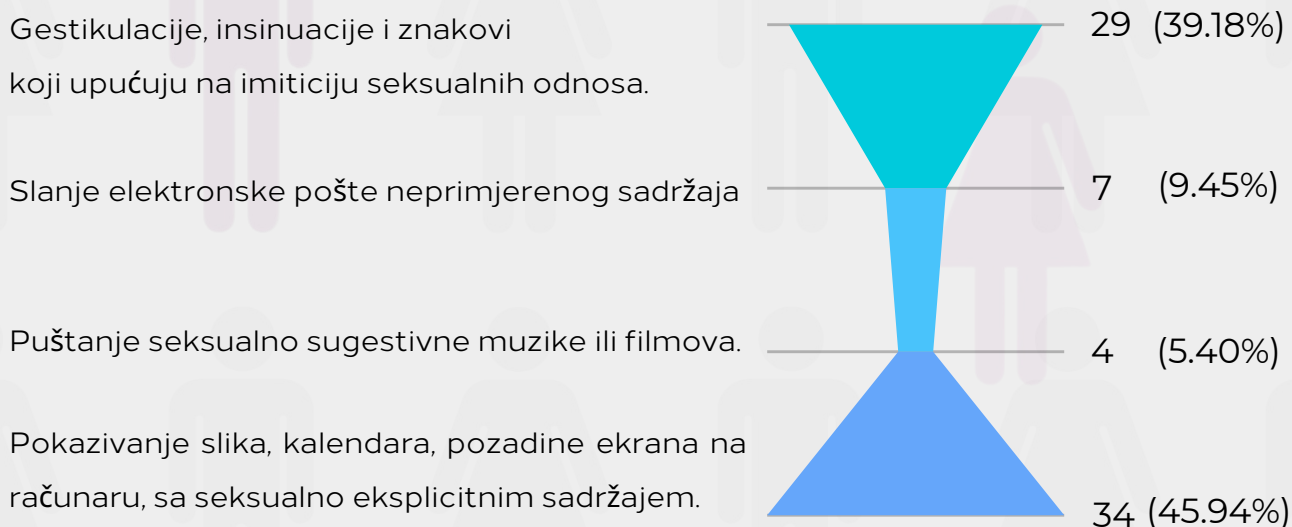 Gestikulacije, insinuacije i znakovi
koji upućuju na imiticiju seksualnih odnosa.
29 (39.18%)
Slanje elektronske pošte neprimjerenog sadržaja
7 (9.45%)
Puštanje seksualno sugestivne muzike ili filmova.
4 (5.40%)
Pokazivanje slika, kalendara, pozadine ekrana na
računaru, sa seksualno eksplicitnim sadržajem.
34 (45.94%)